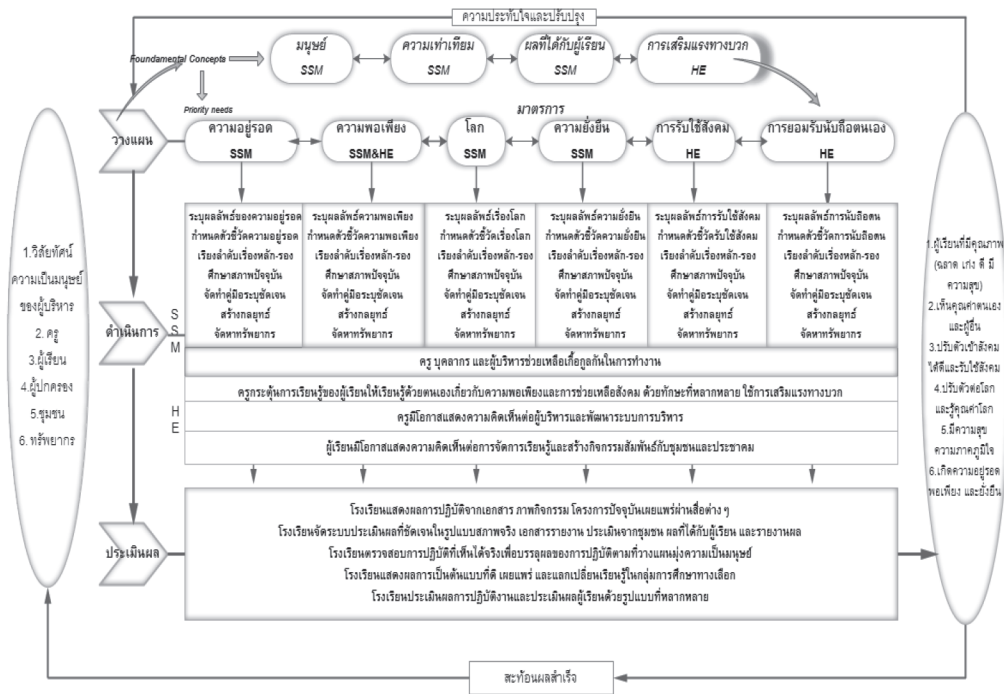 ความประทับใจและปรับปรุง
มนุษย์
SSM
ความเท่าเทียม
SSM
ผลที่ได้กับผู้เรียน
SSM
การเสริมแรงทางบวก
HE
Foundamental Concepts
Priority needs
มาตรการ
วางแผน
ความอยู่รอด
SSM
ความพอเพียง
SSM&HE
โลก
SSM
ความยั่งยืน
SSM
การรับใช้สังคม
HE
การยอมรับนับถือตนเอง
HE
1.วิสัยทัศน์
ความเป็นมนุษย์
ของผู้บริหาร
2. ครู
3.ผู้เรียน
4.ผู้ปกครอง
5.ชุมชน
6. ทรัพยากร
ดำเนินการ
S
S
M
ระบุผลลัพธ์ของความอยู่รอด
กำหนดตัวชี้วัดความอยู่รอด
เรียงลำดับเรื่องหลัก-รอง
ศึกษาสภาพปัจจุบัน
จัดทำคู่มือระบุชัดเจน
สร้างกลยุทธ์
จัดหาทรัพยากร
ระบุผลลัพธ์ความพอเพียง
กำหนดตัวชี้วัดความพอเพียง
เรียงลำดับเรื่องหลัก-รอง
ศึกษาสภาพปัจจุบัน
จัดทำคู่มือระบุชัดเจน
สร้างกลยุทธ์
จัดหาทรัพยากร
ระบุผลลัพธ์เรื่องโลก
กำหนดตัวชี้วัดเรื่องโลก
เรียงลำดับเรื่องหลัก-รอง
ศึกษาสภาพปัจจุบัน
จัดทำคู่มือระบุชัดเจน
สร้างกลยุทธ์
จัดหาทรัพยากร
ระบุผลลัพธ์ความยั่งยืน
กำหนดตัวชี้วัดความยั่งยืน
เรียงลำดับเรื่องหลัก-รอง
ศึกษาสภาพปัจจุบัน
จัดทำคู่มือระบุชัดเจน
สร้างกลยุทธ์
จัดหาทรัพยากร
ระบุผลลัพธ์การรับใช้สังคม
กำหนดตัวชี้วัดรับใช้สังคม
เรียงลำดับเรื่องหลัก-รอง
ศึกษาสภาพปัจจุบัน
จัดทำคู่มือระบุชัดเจน
สร้างกลยุทธ์
จัดหาทรัพยากร
ระบุผลลัพธ์การนับถือตน
กำหนดตัวชี้วัดการนับถือตน
เรียงลำดับเรื่องหลัก-รอง
ศึกษาสภาพปัจจุบัน
จัดทำคู่มือระบุชัดเจน
สร้างกลยุทธ์
จัดหาทรัพยากร
ครู บุคลากร และผู้บริหารช่วยเหลือเกื้อกูลกันในการทำงาน
H
E
ครูกระตุ้นการเรียนรู้ของผู้เรียนให้เรียนรู้ด้วยตนเองเกี่ยวกับความพอเพียงและการช่วยเหลือสังคม ด้วยทักษะที่หลากหลาย ใช้การเสริมแรงทางบวก
ครูมีโอกาสแสดงความคิดเห็นต่อผู้บริหารและพัฒนาระบบการบริหาร
ผู้เรียนมีโอกาสแสดงความคิดเห็นต่อการจัดการเรียนรู้และสร้างกิจกรรมสัมพันธ์กับชุมชนและประชาคม
ประเมินผล
โรงเรียนแสดงผลการปฏิบัติจากเอกสาร ภาพกิจกรรม โครงการปัจจุบันเผยแพร่ผ่านสื่อต่าง ๆ
โรงเรียนจัดระบบประเมินผลที่ชัดเจนในรูปแบบสภาพจริง เอกสารรายงาน ประเมินจากชุมชน ผลที่ได้กับผู้เรียน และรายงานผล
โรงเรียนตรวจสอบการปฏิบัติที่เห็นได้จริงเพื่อบรรลุผลของการปฏิบัติตามที่วางแผนมุ่งความเป็นมนุษย์
โรงเรียนแสดงผลการเป็นต้นแบบที่ดี เผยแพร่ และแลกเปลี่ยนเรียนรู้ในกลุ่มการศึกษาทางเลือก
โรงเรียนประเมินผลการปฏิบัติงานและประเมินผลผู้เรียนด้วยรูปแบบที่หลากหลาย
1.ผู้เรียนที่มีคุณภาพ
(ฉลาด เก่ง ดี มี
ความสุข)
2.เห็นคุณค่าตนเอง
และผู้อื่น
3.ปรับตัวเข้าสังคม
ได้ดีและรับใช้สังคม
4.ปรับตัวต่อโลก
และรู้คุณค่าโลก
5.มีความสุข
ความภาคภูมิใจ
6.เกิดความอยู่รอด
พอเพียง และยั่งยืน
สะท้อนผลสำเร็จ